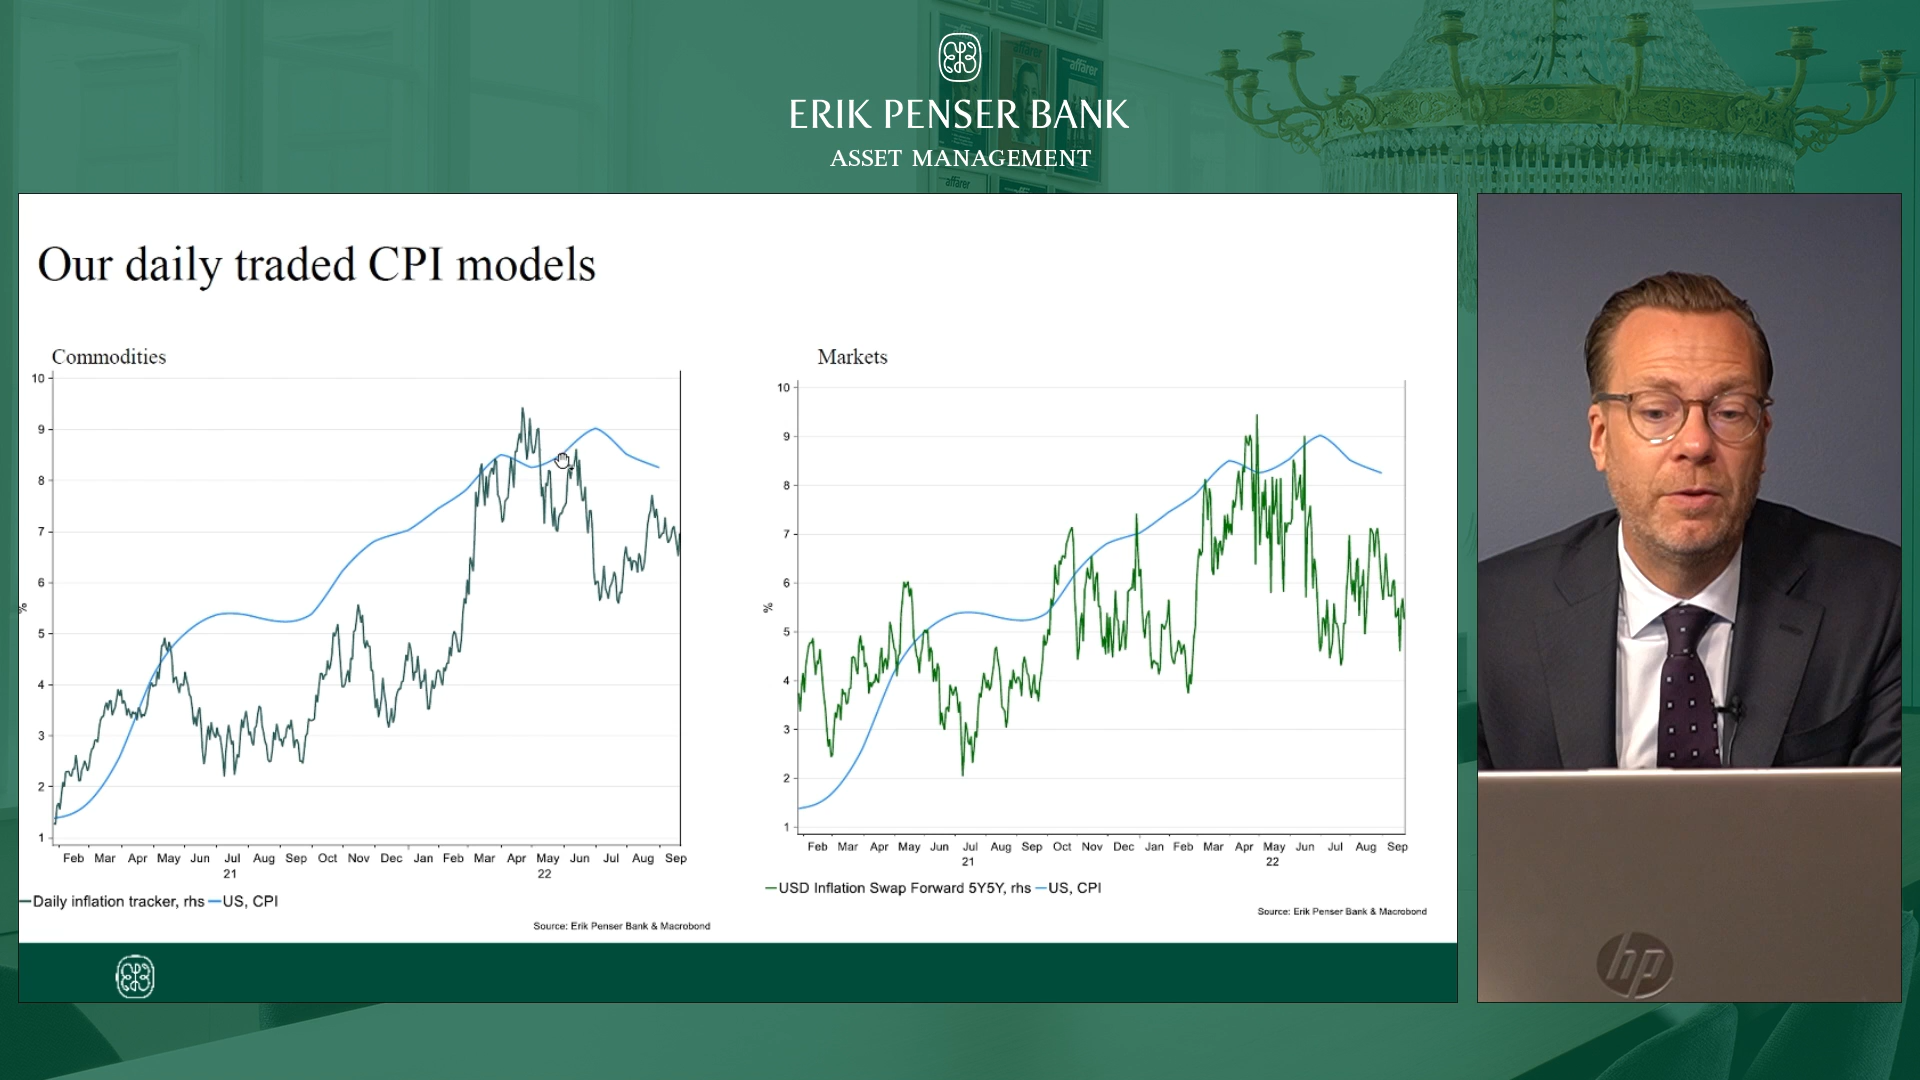 affärer
affärer
affärer
ERIK PENSER BANK
ASSET MANAGEMENT
Our daily traded CPI models
Commodities
10
9
8
7
6
5
4
3
2
1
%
Feb Mar Apr May Jun Jul Aug Sep Oct Nov Dec Jan Feb Mar Apr May Jun Jul Aug Sep
21 22
Daily inflation tracker, rhs US, CPI
Source: Erik Penser Bank & Macrobond
Markets
10
9
8
7
6
5
4
3
2
1
%
Feb Mar Apr May Jun Jul Aug Sep Oct Nov Dec Jan Feb Mar Apr May Jun Jul Aug Sep
21 22
USD Inflation Swap Forward 5Y5Y, rhs US, CPI
Source: Erik Penser Bank & Macrobond
hp